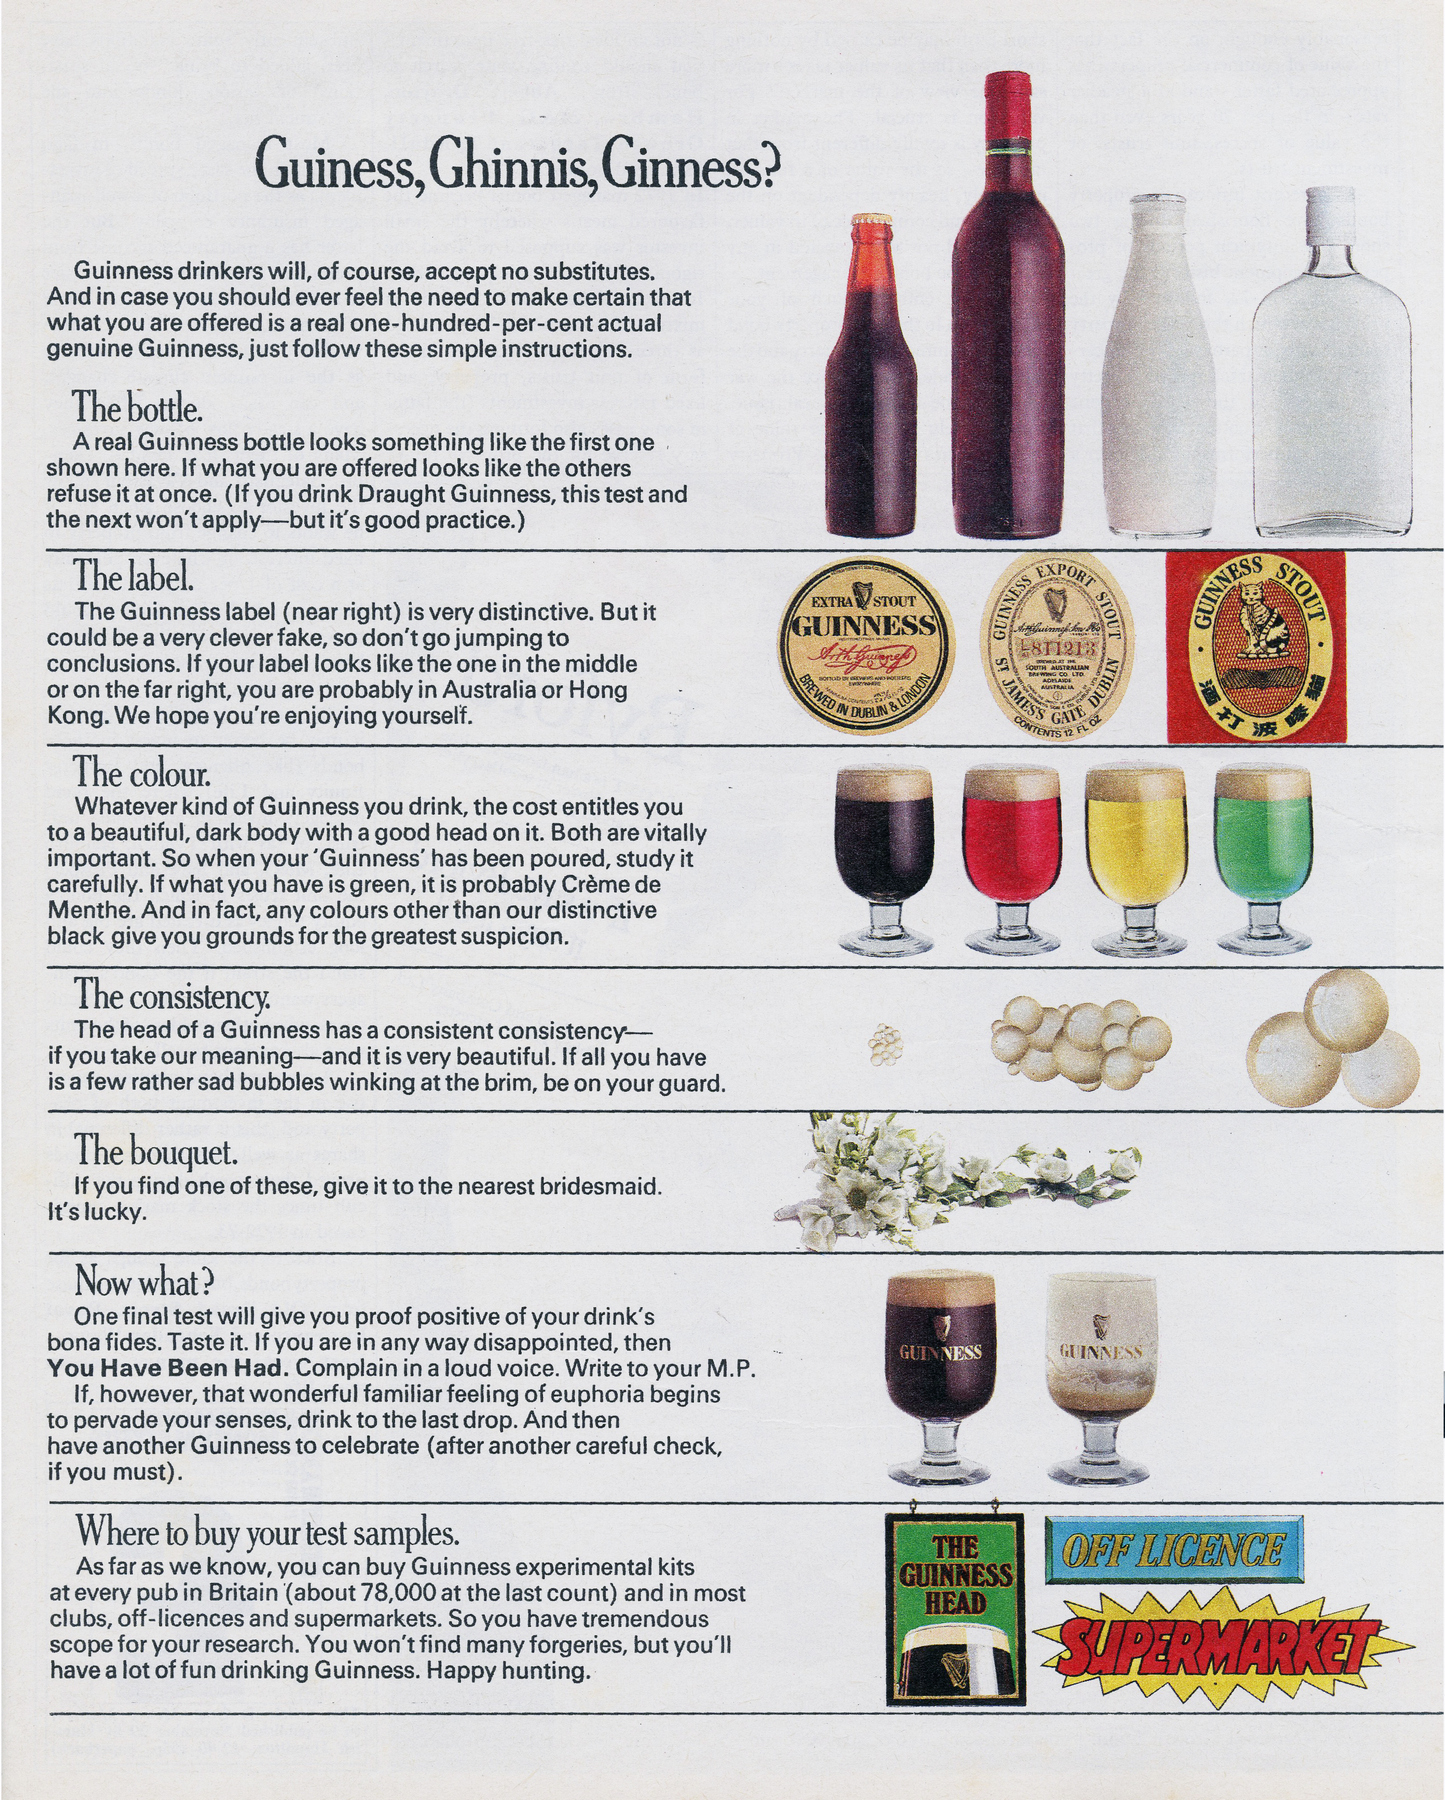 Guiness, Ghinnis, Ginness?
Guinness drinkers will, of course, accept no substitutes.
And in case you should ever feel the need to make certain that
what you are offered is a real one-hundred-per-cent actual
genuine Guinness, just follow these simple instructions.
The bottle.
A real Guinness bottle looks something like the first one
shown here. If what you are offered looks like the others
refuse it at once. (If you drink Draught Guinness, this test and
the next won't apply—but it's good practice.)
The label.
The Guinness label (near right) is very distinctive. But it
could be a very clever fake, so don't go jumping to
conclusions. If your label looks like the one in the middle
or on the far right, you are probably in Australia or Hong
Kong. We hope you're enjoying yourself.
EXTRA STOUT
GUINNESS
BREWED IN DUBLIN & LONDON
GUINNESS EXPORT STOUT
8T1213
SOUTH AUSTRALIAN
BREWING CO. LTD.
ADELAIDE
AUSTRALIA
ST JAMES'S GATE DUBLIN
CONTENTS 12 FL OZ
GUINNESS STOUT
The colour.
Whatever kind of Guinness you drink, the cost entitles you
to a beautiful, dark body with a good head on it. Both are vitally
important. So when your 'Guinness' has been poured, study it
carefully. If what you have is green, it is probably Crème de
Menthe. And in fact, any colours other than our distinctive
black give you grounds for the greatest suspicion.
The consistency.
The head of a Guinness has a consistent consistency—
if you take our meaning—and it is very beautiful. If all you have
is a few rather sad bubbles winking at the brim, be on your guard.
The bouquet.
If you find one of these, give it to the nearest bridesmaid.
It's lucky.
Now what?
One final test will give you proof positive of your drink's
bona fides. Taste it. If you are in any way disappointed, then
You Have Been Had. Complain in a loud voice. Write to your M.P.
If, however, that wonderful familiar feeling of euphoria begins
to pervade your senses, drink to the last drop. And then
have another Guinness to celebrate (after another careful check,
if you must).
GUINNESS
GUINNESS
Where to buy your test samples.
As far as we know, you can buy Guinness experimental kits
at every pub in Britain (about 78,000 at the last count) and in most
clubs, off-licences and supermarkets. So you have tremendous
scope for your research. You won't find many forgeries, but you'll
have a lot of fun drinking Guinness. Happy hunting.
THE
GUINNESS
HEAD
OFF LICENCE
SUPERMARKET